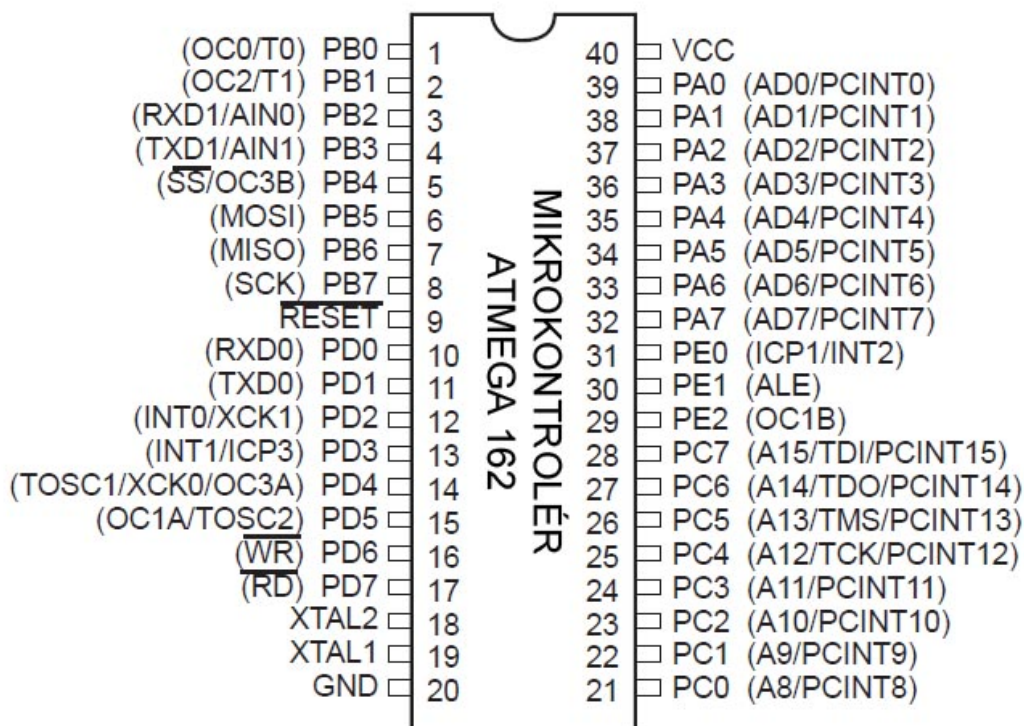 (OC0/T0) PB0 1 40 VCC
(OC2/T1) PB1 2 39 PA0 (AD0/PCINT0)
(RXD1/AIN0) PB2 3 38 PA1 (AD1/PCINT1)
(TXD1/AIN1) PB3 4 37 PA2 (AD2/PCINT2)
(SS/OC3B) PB4 5 36 PA3 (AD3/PCINT3)
(MOSI) PB5 6 35 PA4 (AD4/PCINT4)
(MISO) PB6 7 34 PA5 (AD5/PCINT5)
(SCK) PB7 8 33 PA6 (AD6/PCINT6)
RESET 9 32 PA7 (AD7/PCINT7)
(RXD0) PD0 10 31 PE0 (ICP1/INT2)
(TXD0) PD1 11 30 PE1 (ALE)
(INT0/XCK1) PD2 12 29 PE2 (OC1B)
(INT1/ICP3) PD3 13 28 PC7 (A15/TDI/PCINT15)
(TOSC1/XCK0/OC3A) PD4 14 27 PC6 (A14/TDO/PCINT14)
(OC1A/TOSC2) PD5 15 26 PC5 (A13/TMS/PCINT13)
(WR) PD6 16 25 PC4 (A12/TCK/PCINT12)
(RD) PD7 17 24 PC3 (A11/PCINT11)
XTAL2 18 23 PC2 (A10/PCINT10)
XTAL1 19 22 PC1 (A9/PCINT9)
GND 20 21 PC0 (A8/PCINT8)
MIKROKONTROLÉR
ATMEGA 162